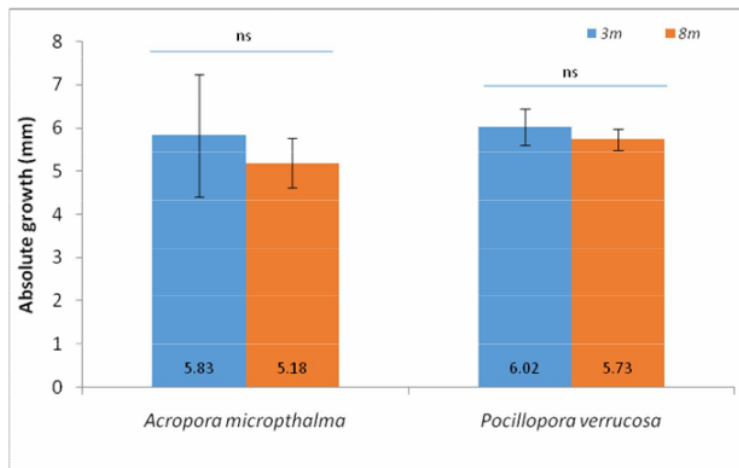 ns
3m
8m
ns
Absolute growth (mm)
8
7
6
5
4
3
2
1
0
5.83
5.18
6.02
5.73
Acropora micropthalma
Pocillopora verrucosa